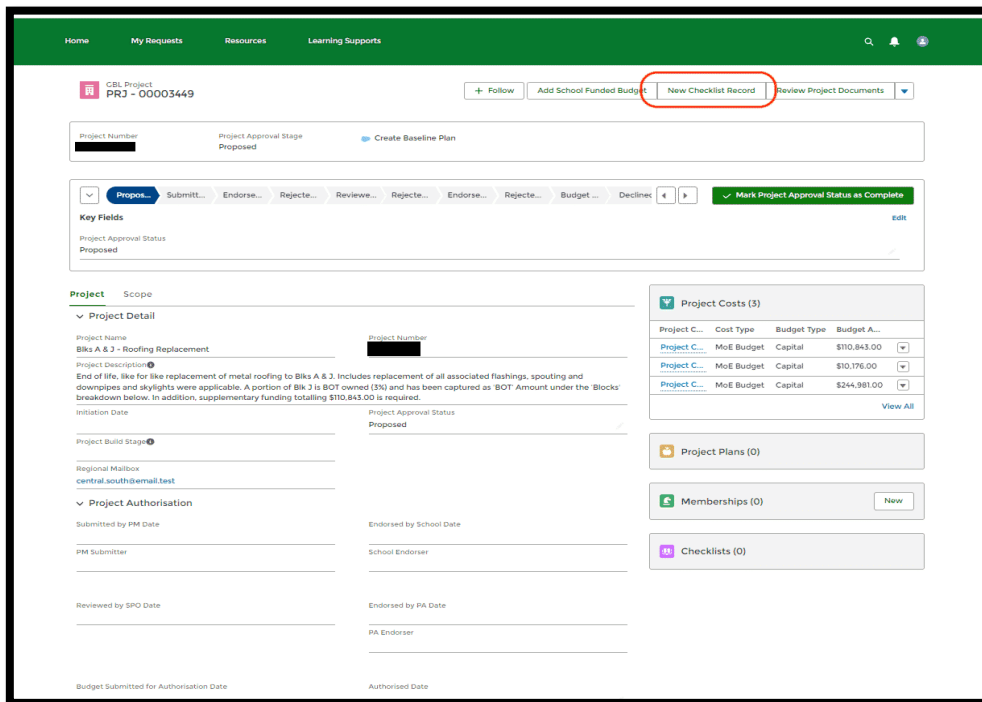 Home My Requests Resources Learning Supports
GBL Project
PRJ - 00003449
+ Follow Add School Funded Budget New Checklist Record Review Project Documents
Project Number Project Approval Stage Create Baseline Plan
Proposed
Propos... Submitt... Endorse... Rejecte... Reviewe... Rejecte... Endorse... Rejecte... Budget ... Declined Mark Project Approval Status as Complete
Key Fields Edit
Project Approval Status
Proposed
Project Scope
Project Detail
Project Name Project Number
Blks A & J - Roofing Replacement
Project Description
End of life, like for like replacement of metal roofing to Blks A & J. Includes replacement of all associated flashings, spouting and
downpipes and skylights were applicable. A portion of Blk J is BOT owned (3%) and has been captured as 'BOT' Amount under the 'Blocks'
breakdown below. In addition, supplementary funding totalling $110,843.00 is required.
Initiation Date Project Approval Status
Proposed
Project Build Stage
Regional Mailbox
central.south@email.test
Project Authorisation
Submitted by PM Date Endorsed by School Date
PM Submitter School Endorser
Reviewed by SPO Date Endorsed by PA Date
PA Endorser
Budget Submitted for Authorisation Date Authorised Date
Project Costs (3)
Project C... Cost Type Budget Type Budget A...
Project C... MoE Budget Capital $110,843.00
Project C... MoE Budget Capital $10,176.00
Project C... MoE Budget Capital $244,981.00
View All
Project Plans (0)
Memberships (0) New
Checklists (0)